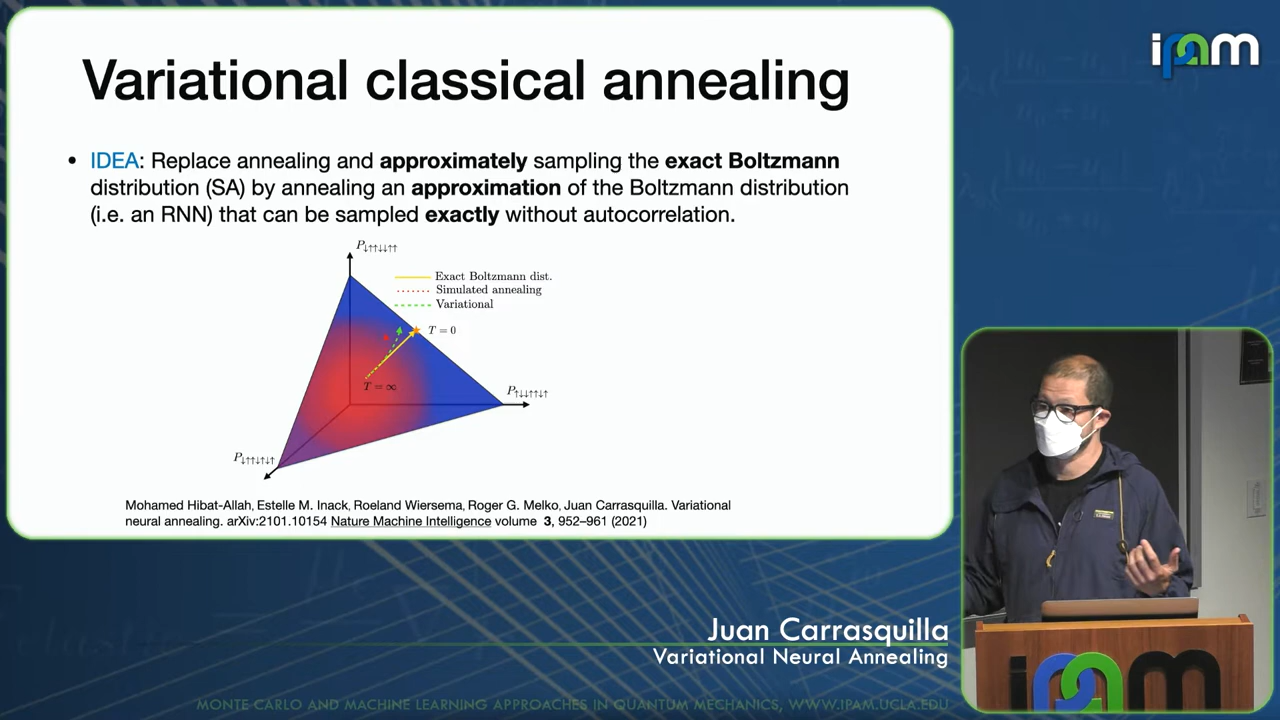 Variational classical annealing
ipam
• IDEA: Replace annealing and approximately sampling the exact Boltzmann
distribution (SA) by annealing an approximation of the Boltzmann distribution
(i.e. an RNN) that can be sampled exactly without autocorrelation.
P↓↑↑↓↓↑↑
Exact Boltzmann dist.
Simulated annealing
Variational
T = 0
T = ∞
P↑↓↓↑↑↓↑
P↓↑↑↓↑↓↑
Mohamed Hibat-Allah, Estelle M. Inack, Roeland Wiersema, Roger G. Melko, Juan Carrasquilla. Variational
neural annealing. arXiv:2101.10154 Nature Machine Intelligence volume 3, 952–961 (2021)
Juan Carrasquilla
Variational Neural Annealing
ipam
MONTE CARLO AND MACHINE LEARNING APPROACHES IN QUANTUM MECHANICS, WWW.IPAM.UCLA.EDU